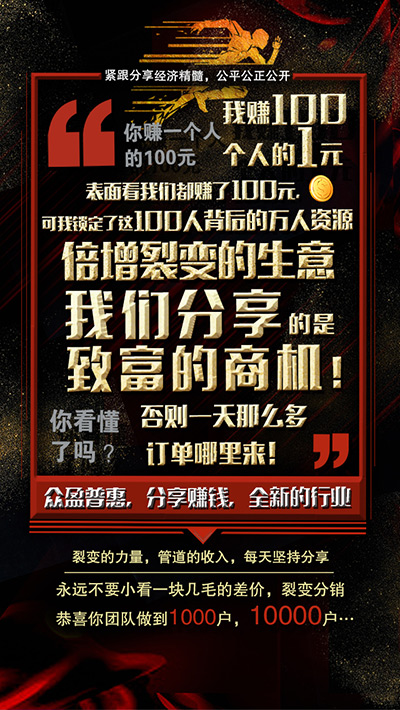 紧跟分享经济精髓，公平公正公开
你赚一个人
的100元
我赚100
个人的1元
表面看我们都赚了100元，
可我锁定了这100人背后的万人资源
倍增裂变的生意
我们分享的是
致富的商机！
你看懂
了吗？
否则一天那么多
订单哪里来！
众盈普惠，分享赚钱，全新的行业
裂变的力量，管道的收入，每天坚持分享
永远不要小看一块几毛的差价，裂变分销
恭喜你团队做到1000户，10000户…